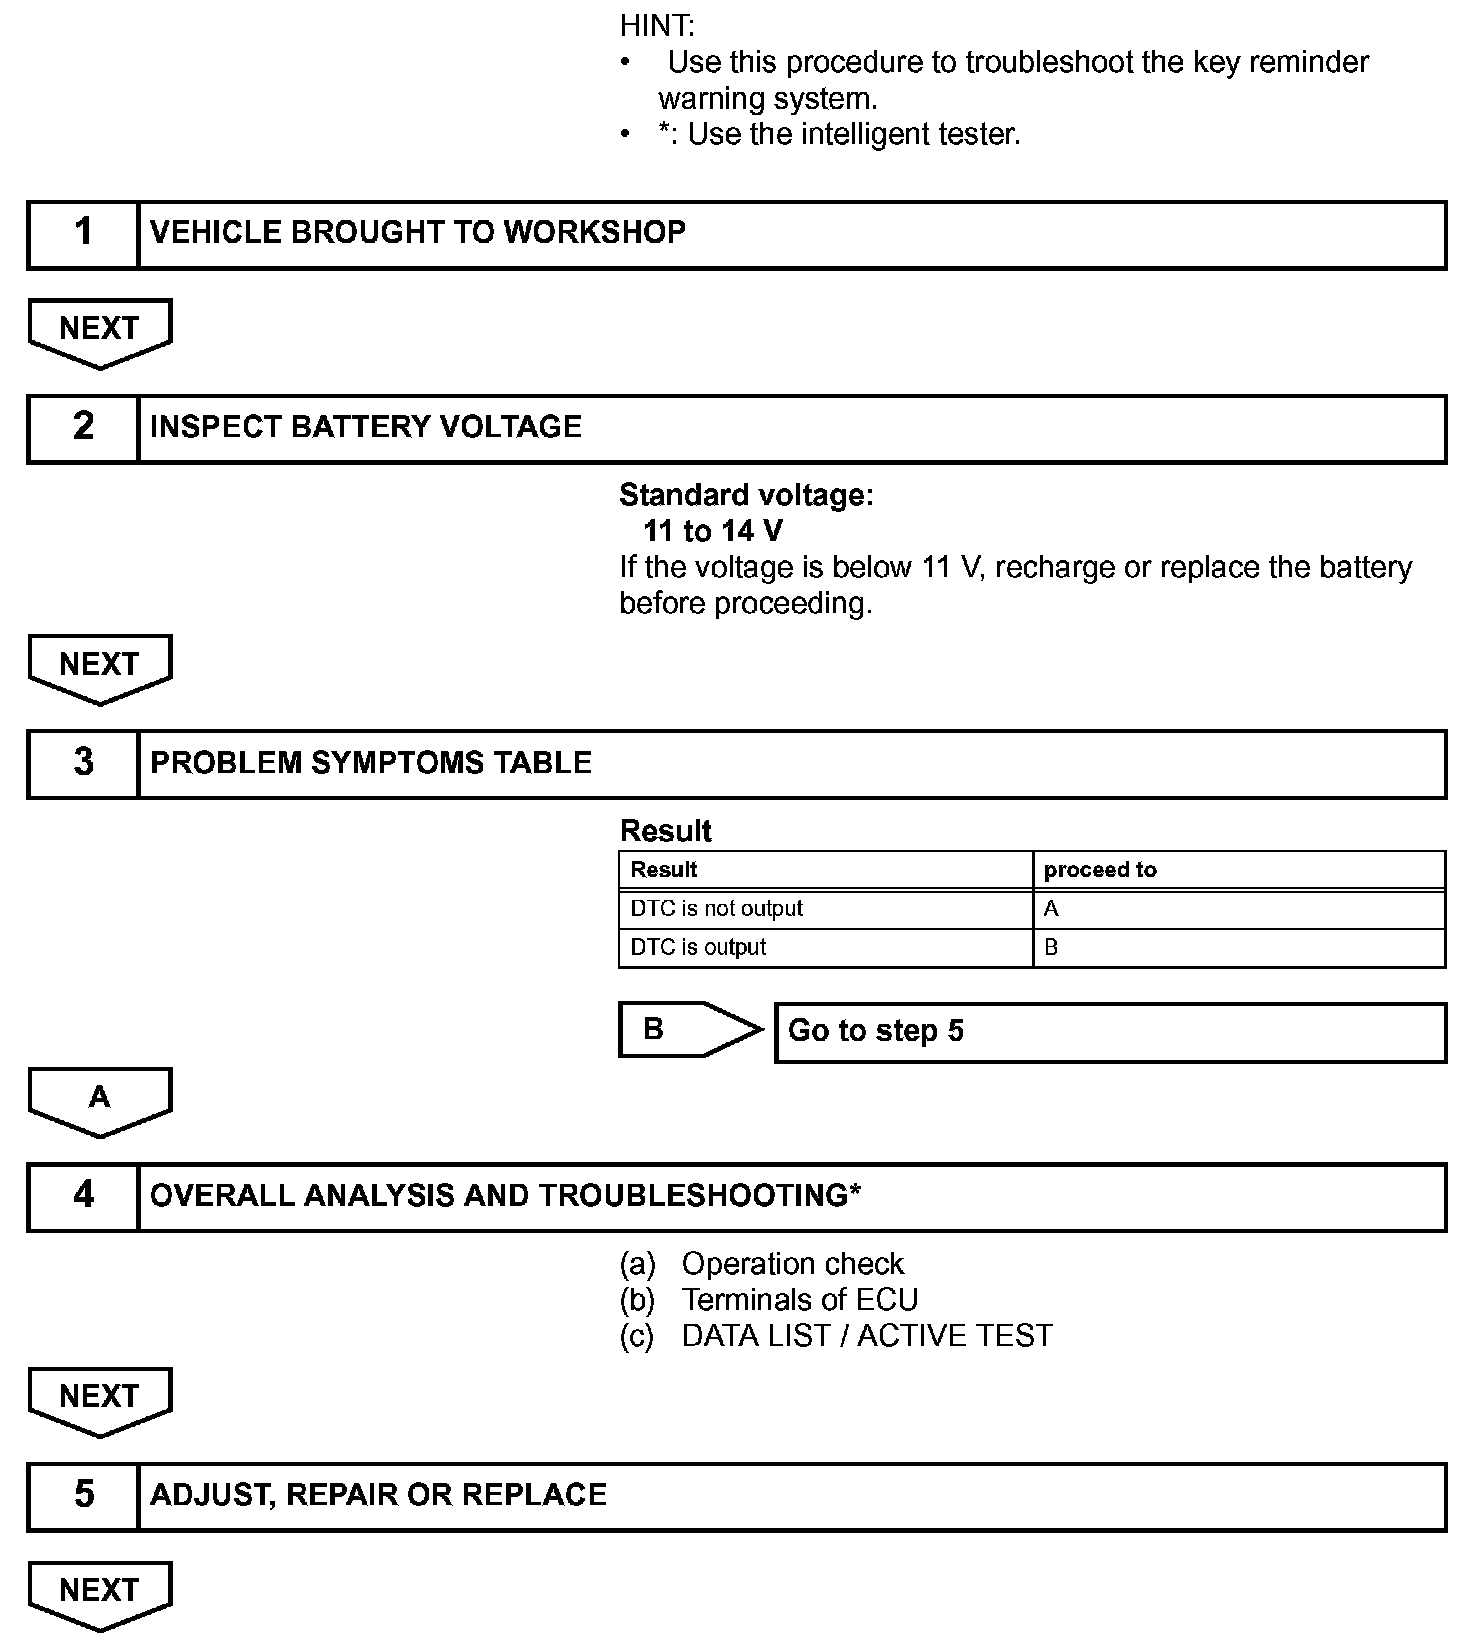 HINT:
• Use this procedure to troubleshoot the key reminder
warning system.
• *: Use the intelligent tester.
1 VEHICLE BROUGHT TO WORKSHOP
NEXT
2 INSPECT BATTERY VOLTAGE
Standard voltage:
11 to 14 V
If the voltage is below 11 V, recharge or replace the battery
before proceeding.
NEXT
3 PROBLEM SYMPTOMS TABLE
Result
Result proceed to
DTC is not output A
DTC is output B
B Go to step 5
A
4 OVERALL ANALYSIS AND TROUBLESHOOTING*
(a) Operation check
(b) Terminals of ECU
(c) DATA LIST / ACTIVE TEST
NEXT
5 ADJUST, REPAIR OR REPLACE
NEXT